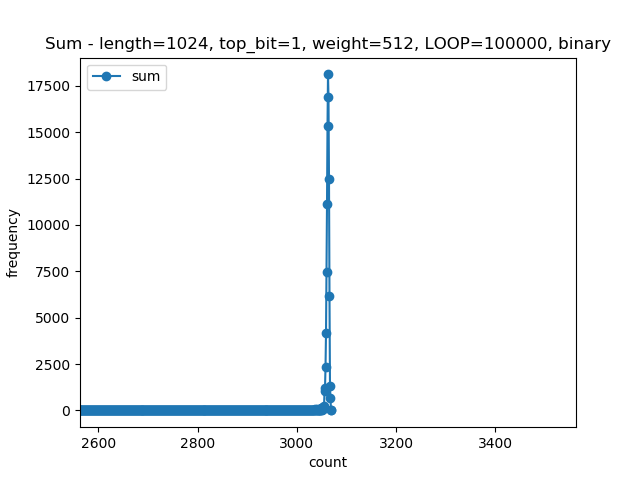 Sum - length=1024, top_bit=1, weight=512, LOOP=100000, binary
sum
17500
15000
12500
10000
7500
5000
2500
0
frequency
2600 2800 3000 3200 3400
count